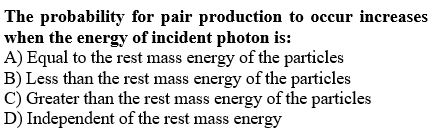 The probability for pair production to occur increases
when the energy of incident photon is:
A) Equal to the rest mass energy of the particles
B) Less than the rest mass energy of the particles
C) Greater than the rest mass energy of the particles
D) Independent of the rest mass energy